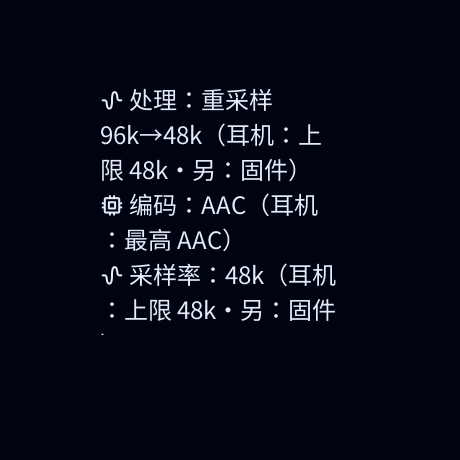 处理：重采样
96k→48k（耳机：上
限 48k・另：固件）
编码：AAC（耳机
：最高 AAC）
采样率：48k（耳机
：上限 48k・另：固件